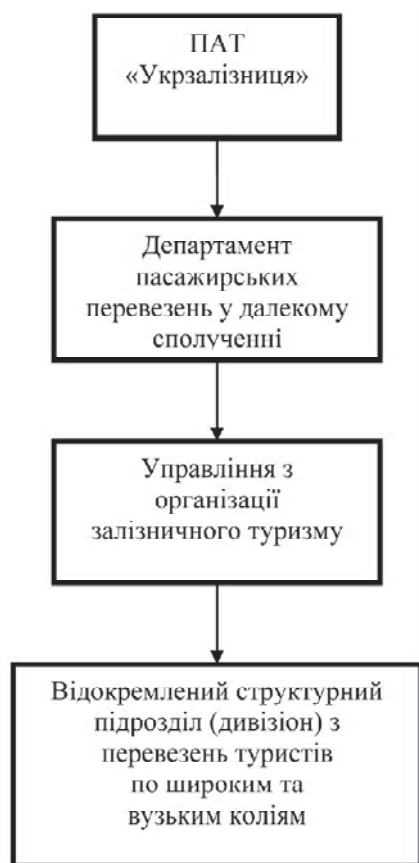 ПАТ
«Укрзалізниця»
Департамент
пасажирських
перевезень у далекому
сполученні
Управління з
організації
залізничного туризму
Відокремлений структурний
підрозділ (дивізіон) з
перевезень туристів
по широким та
вузьким коліям